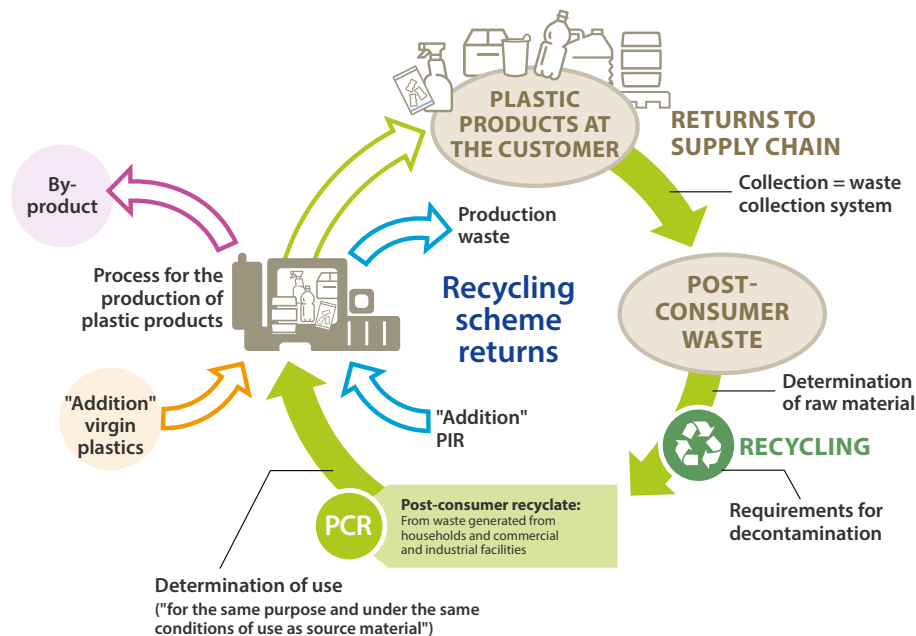 PLASTIC
PRODUCTS AT
THE CUSTOMER
RETURNS TO
SUPPLY CHAIN
Collection = waste
collection system
By-
product
Production
waste
Process for the
production of
plastic products
Recycling
scheme
returns
POST-
CONSUMER
WASTE
Determination
of raw material
"Addition"
virgin
plastics
"Addition"
PIR
RECYCLING
Requirements for
decontamination
PCR
Post-consumer recyclate:
From waste generated from
households and commercial
and industrial facilities
Determination of use
("for the same purpose and under the same
conditions of use as source material")